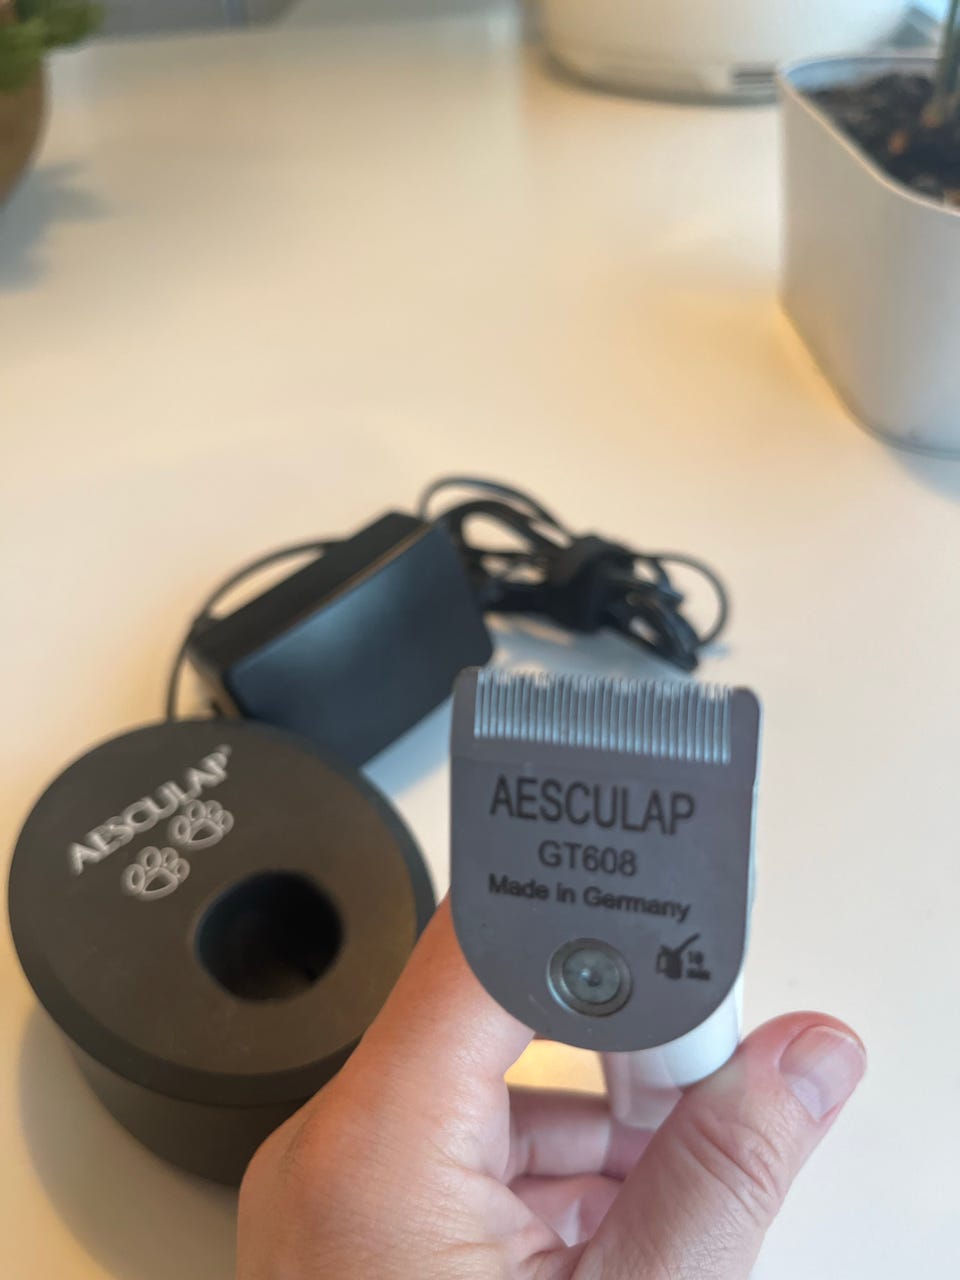 AESCULAP®
AESCULAP
GT608
Made in Germany